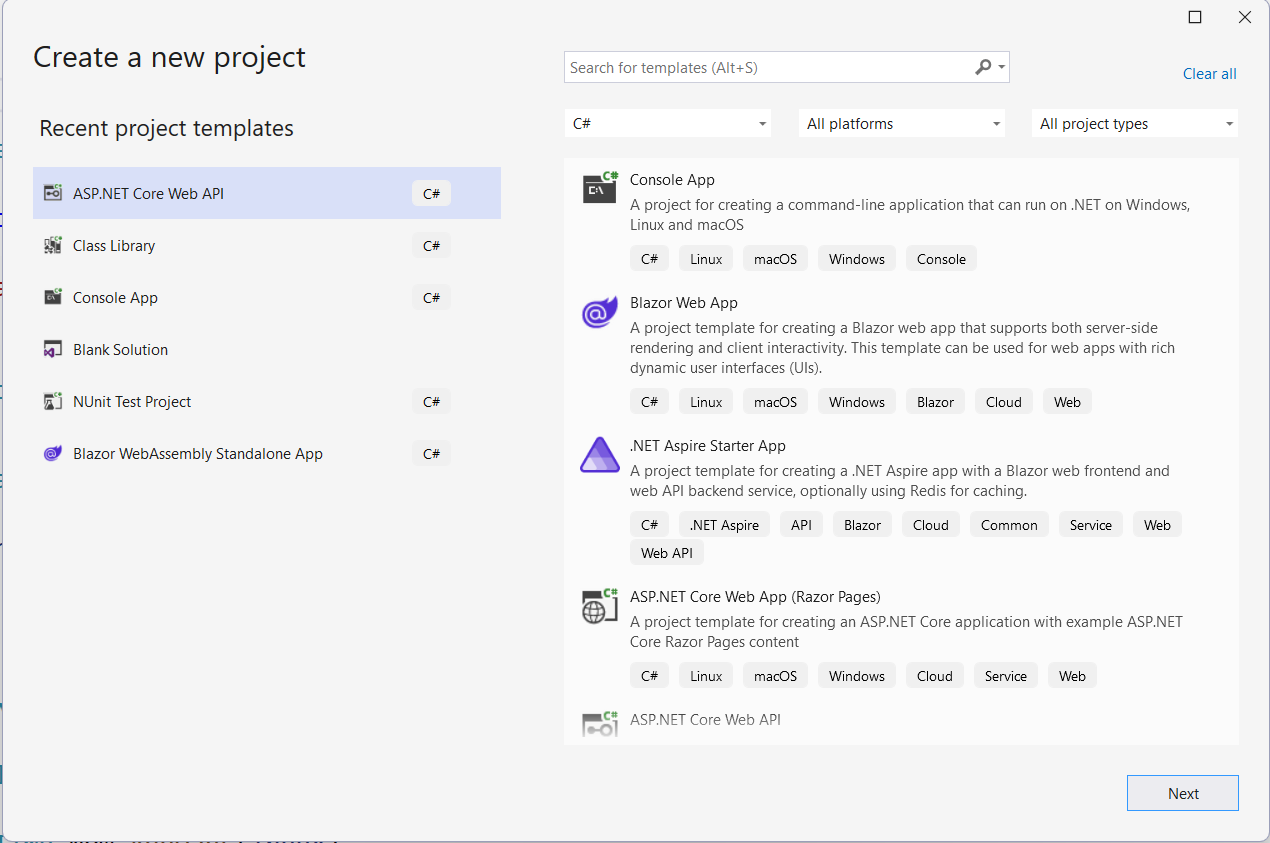 Create a new project
Search for templates (Alt+S)
Clear all
Recent project templates
C#
All platforms
All project types
ASP.NET Core Web API
C#
Class Library
C#
Console App
C#
Blank Solution
NUnit Test Project
C#
Blazor WebAssembly Standalone App
C#
Console App
A project for creating a command-line application that can run on .NET on Windows,
Linux and macOS
C# Linux macOS Windows Console
Blazor Web App
A project template for creating a Blazor web app that supports both server-side
rendering and client interactivity. This template can be used for web apps with rich
dynamic user interfaces (UIs).
C# Linux macOS Windows Blazor Cloud Web
.NET Aspire Starter App
A project template for creating a .NET Aspire app with a Blazor web frontend and
web API backend service, optionally using Redis for caching.
C# .NET Aspire API Blazor Cloud Common Service Web
Web API
ASP.NET Core Web App (Razor Pages)
A project template for creating an ASP.NET Core application with example ASP.NET
Core Razor Pages content
C# Linux macOS Windows Cloud Service Web
ASP.NET Core Web API
Next